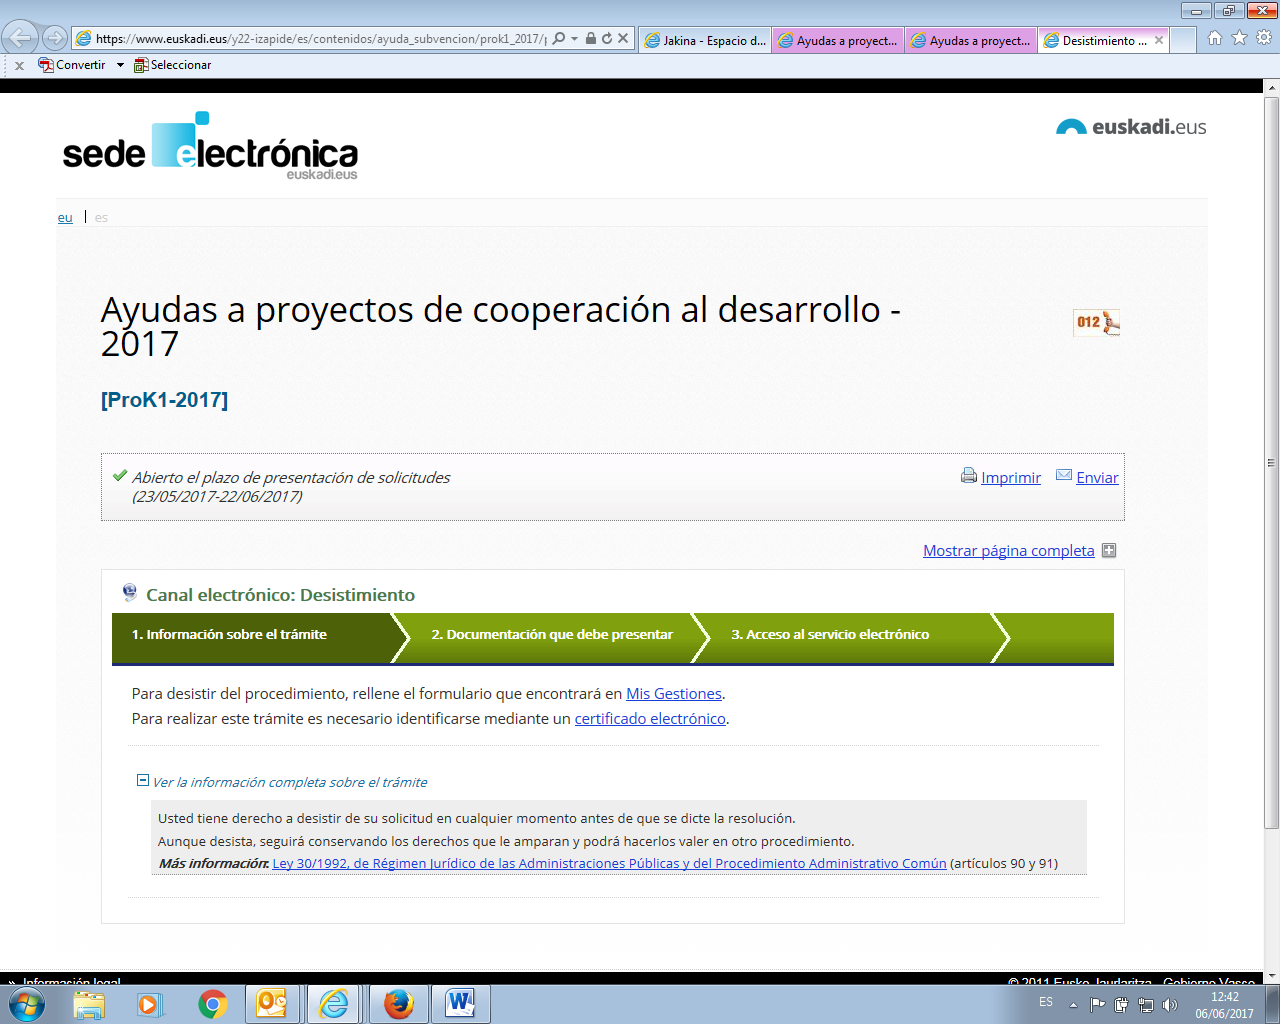 https://www.euskadi.eus/y22-izapide/es/contenidos/ayuda_subvencion/prok1_2017/
Jakina - Espacio d...
Ayudas a proyect...
Ayudas a proyect...
Desistimiento ...
Convertir
Seleccionar
sede electrónica
euskadi.eus
euskadi.eus
eu
es
Ayudas a proyectos de cooperación al desarrollo -
2017
012
[ProK1-2017]
Abierto el plazo de presentación de solicitudes
(23/05/2017-22/06/2017)
Imprimir
Enviar
Mostrar página completa
Canal electrónico: Desistimiento
1. Información sobre el trámite
2. Documentación que debe presentar
3. Acceso al servicio electrónico
Para desistir del procedimiento, rellene el formulario que encontrará en Mis Gestiones.
Para realizar este trámite es necesario identificarse mediante un certificado electrónico.
Ver la información completa sobre el trámite
Usted tiene derecho a desistir de su solicitud en cualquier momento antes de que se dicte la resolución.
Aunque desista, seguirá conservando los derechos que le amparan y podrá hacerlos valer en otro procedimiento.
Más información: Ley 30/1992, de Régimen Jurídico de las Administraciones Públicas y del Procedimiento Administrativo Común (artículos 90 y 91)
» Información legal
© 2011 Eusko Jaurlaritza - Gobierno Vasco
ES
12:42
06/06/2017